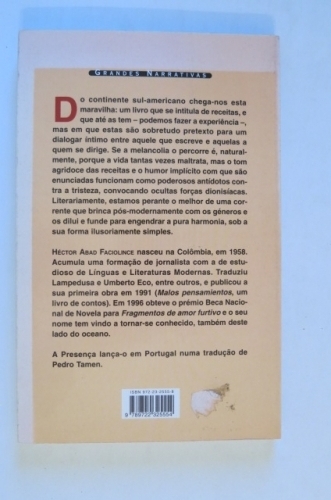 GRANDES NARRATIVAS
Do continente sul-americano chega-nos esta
maravilha: um livro que se intitula de receitas, e
que até as tem – podemos fazer a experiência –,
mas em que estas são sobretudo pretexto para um
dialogar íntimo entre aquele que escreve e aquelas a
quem se dirige. Se a melancolia o percorre é, natural-
mente, porque a vida tantas vezes maltrata, mas o tom
agridoce das receitas e o humor implícito com que são
enunciadas funcionam como poderosos antídotos contra
a tristeza, convocando ocultas forças dionisíacas.
Literariamente, estamos perante o melhor de uma cor-
rente que brinca pós-modernamente com os géneros e
os dilui e funde para engendrar a pura harmonia, sob a
sua forma ilusoriamente simples.
HÉCTOR ABAD FACIOLINCE nasceu na Colômbia, em 1958.
Acumula uma formação de jornalista com a de estu-
dioso de Línguas e Literaturas Modernas. Traduziu
Lampedusa e Umberto Eco, entre outros, e publicou a
sua primeira obra em 1991 (Malos pensamientos, um
livro de contos). Em 1996 obteve o prémio Beca Nacio-
nal de Novela para Fragmentos de amor furtivo e o seu
nome tem vindo a tornar-se conhecido, também deste
lado do oceano.
A Presença lança-o em Portugal numa tradução de
Pedro Tamen.